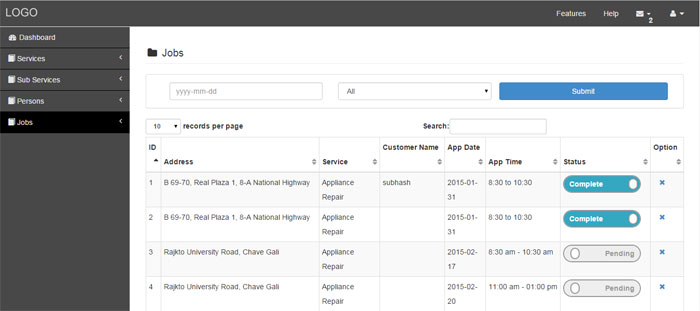 LOGO
Features Help 2
Dashboard
Services
Sub Services
Persons
Jobs
Jobs
yyyy-mm-dd All Submit
10 records per page Search:
ID Address Service Customer Name App Date App Time Status Option
1 B 69-70, Real Plaza 1, 8-A National Highway Appliance Repair subhash 2015-01-31 8:30 to 10:30 Complete
2 B 69-70, Real Plaza 1, 8-A National Highway Appliance Repair 2015-01-31 8:30 to 10:30 Complete
3 Rajkto University Road, Chave Gali Appliance Repair 2015-02-17 8:30 am - 10:30 am Pending
4 Rajkto University Road, Chave Gali Appliance Repair 2015-02-20 11:00 am - 01:00 pm Pending